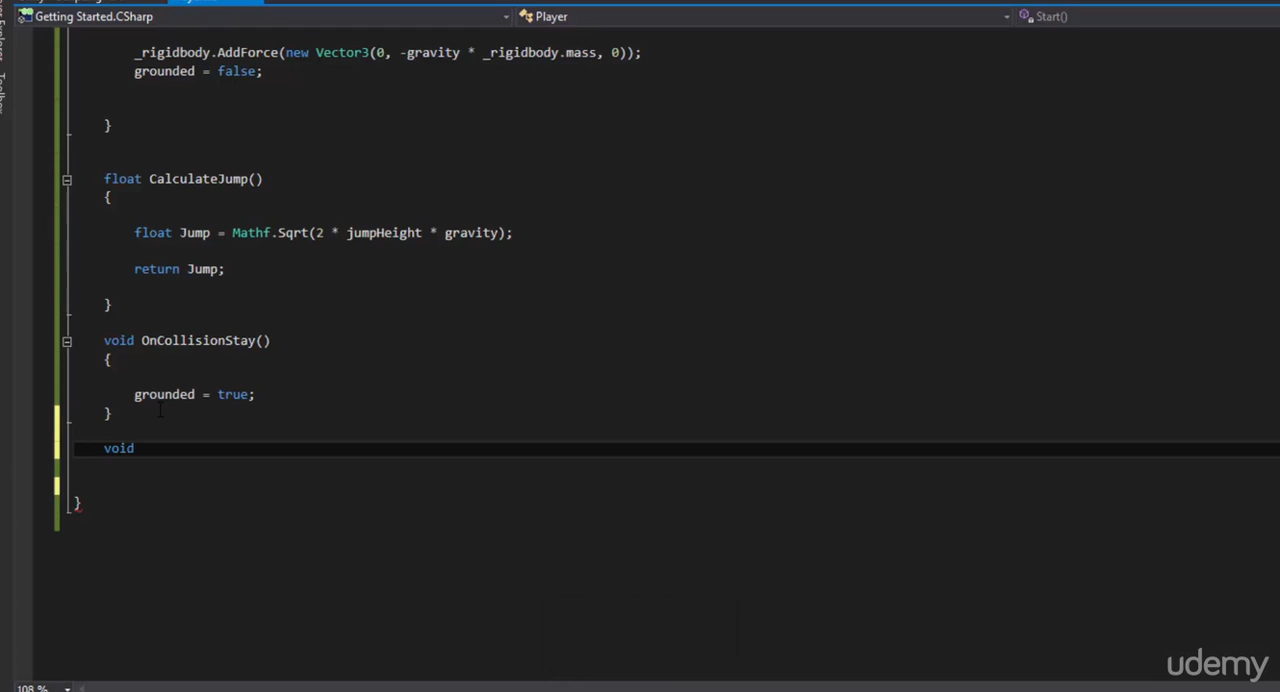 Getting Started.CSharp
Player
Start()
_rigidbody.AddForce(new Vector3(0, -gravity * _rigidbody.mass, 0));
grounded = false;
}
float CalculateJump()
{
float Jump = Mathf.Sqrt(2 * jumpHeight * gravity);
return Jump;
}
void OnCollisionStay()
{
grounded = true;
}
void
}
udemy
108 %
Toolbox